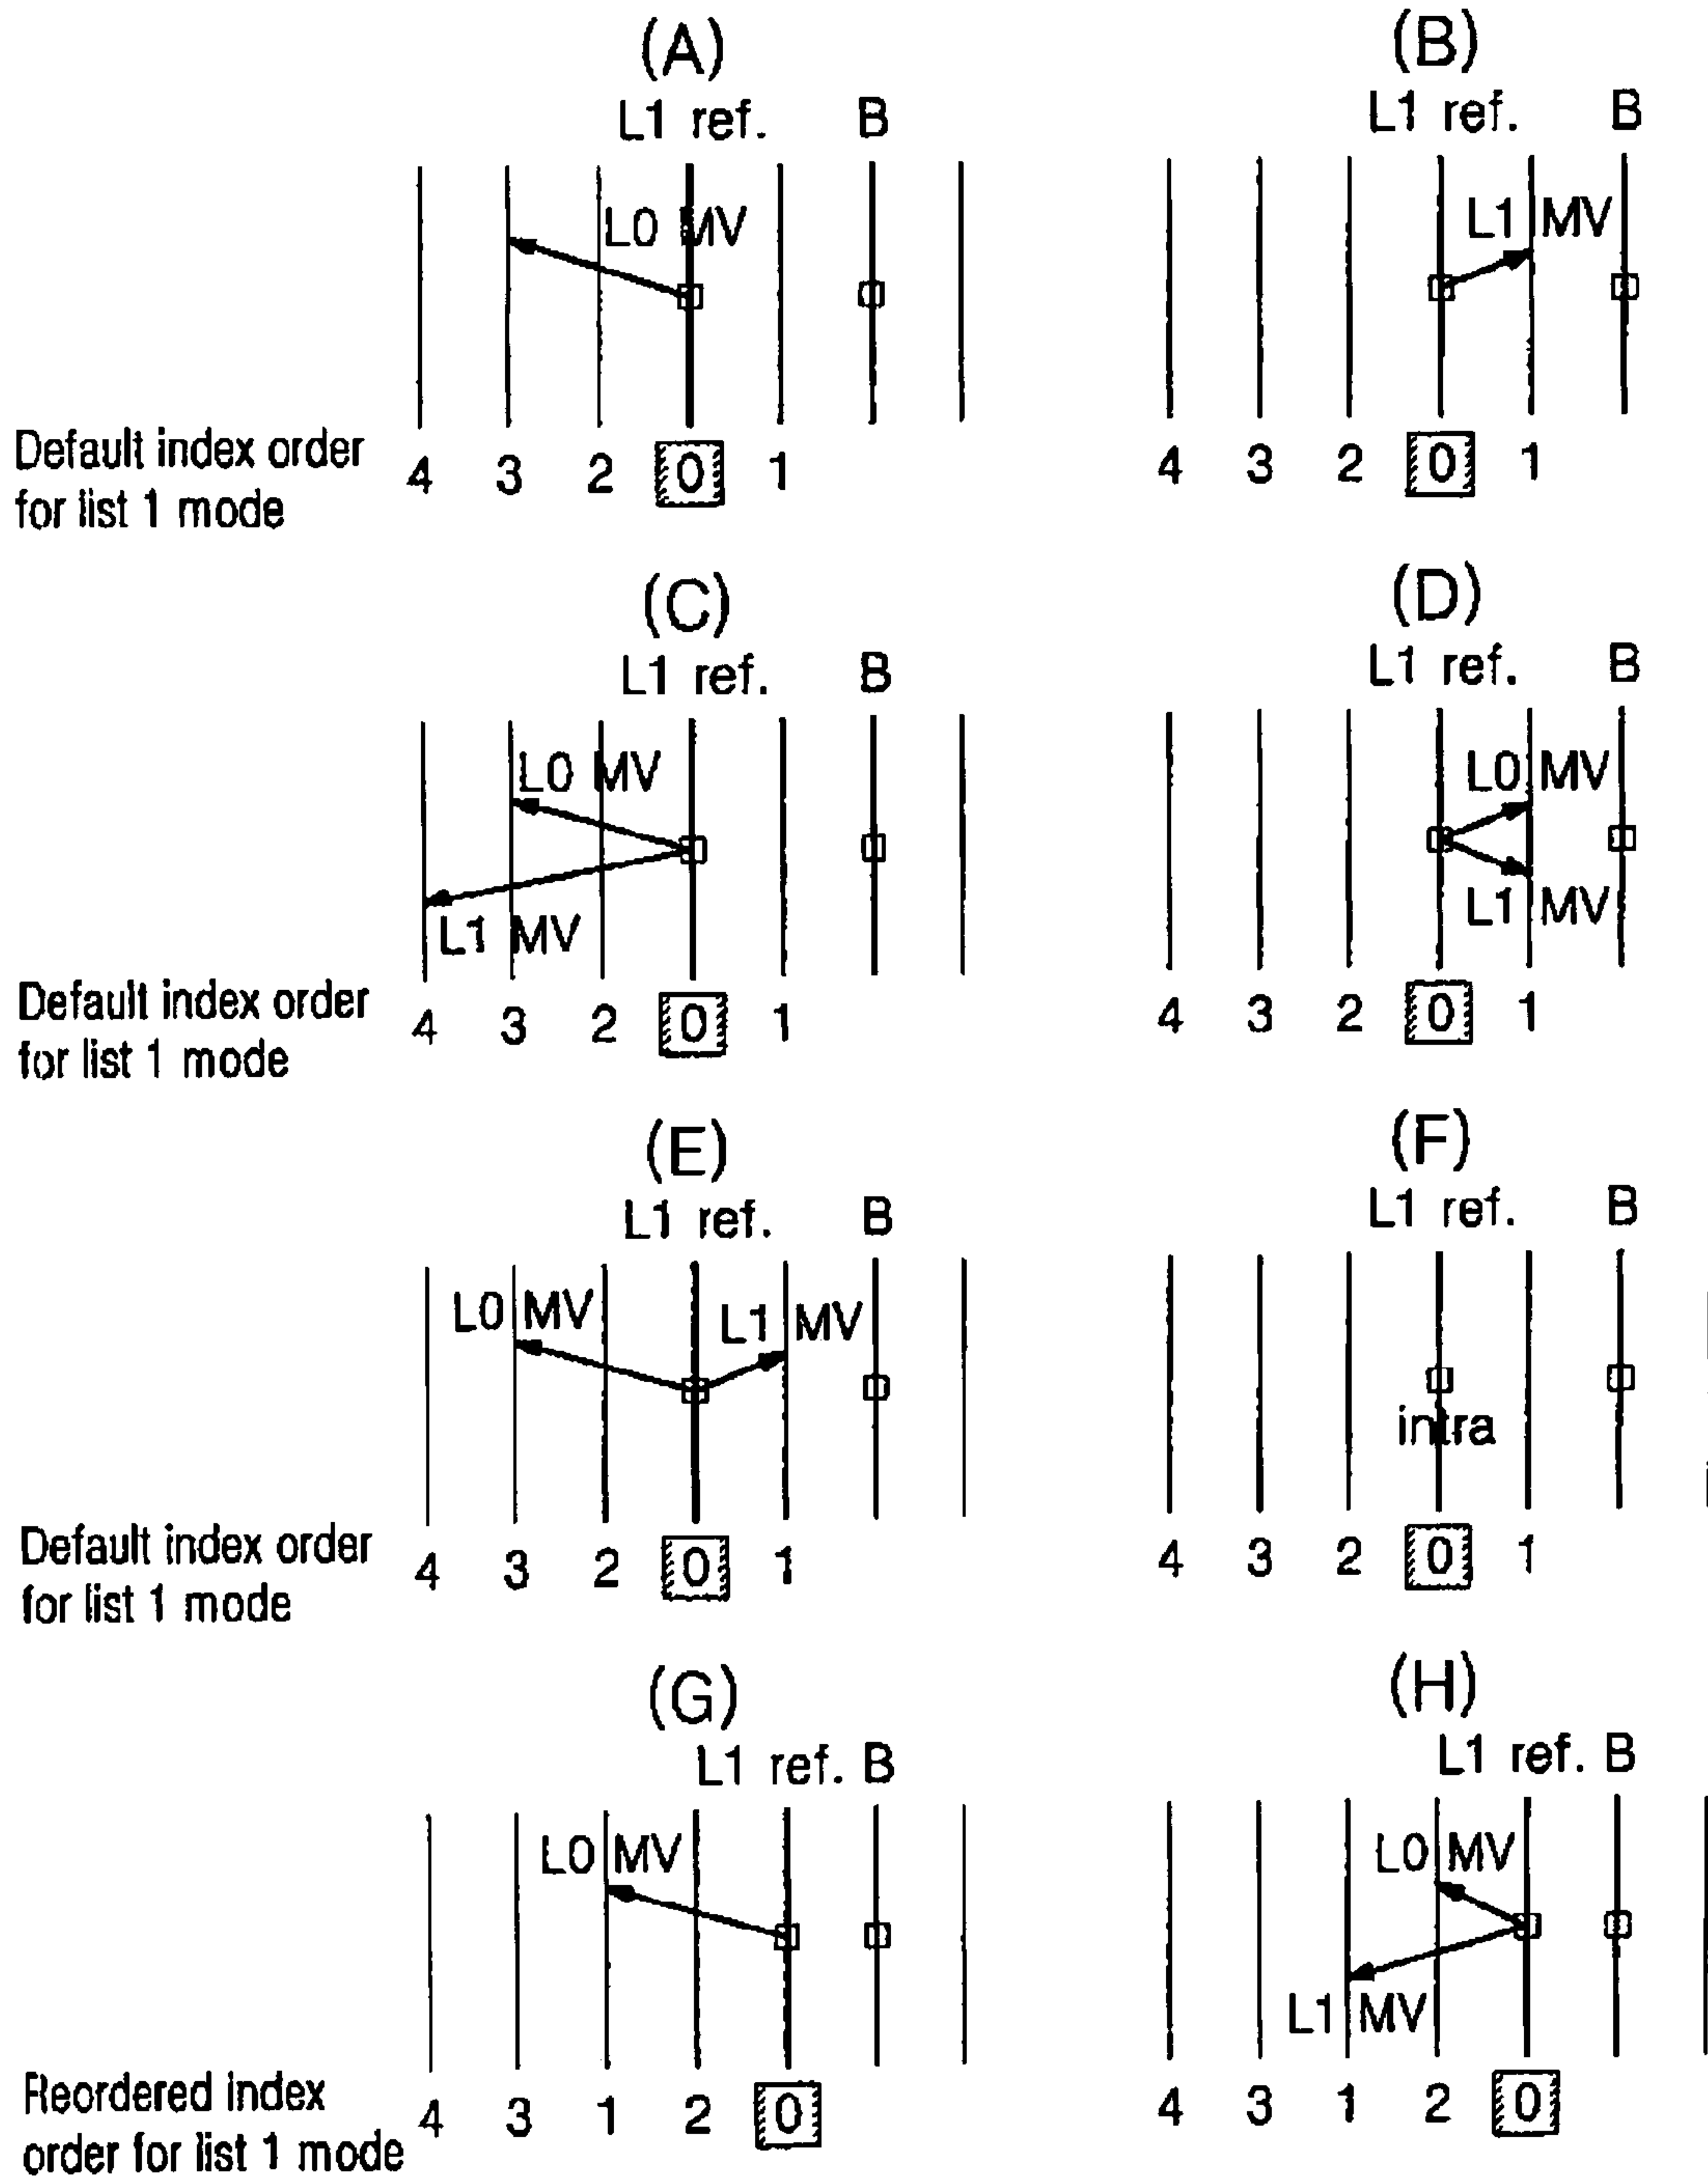 (A)
(B)
L1 ref. B
L1 ref. B
L0 MV
L1 MV
Default index order
for list 1 mode
4 3 2 0 1
4 3 2 0 1
(C)
(D)
L1 ref. B
L1 ref. B
L0 MV
L1 MV
L0 MV
L1 MV
Default index order
for list 1 mode
4 3 2 0 1
4 3 2 0 1
(E)
(F)
L1 ref. B
L1 ref. B
L0 MV
L1 MV
intra
Default index order
for list 1 mode
4 3 2 0 1
4 3 2 0 1
(G)
(H)
L1 ref. B
L1 ref. B
L0 MV
L0 MV
L1 MV
Reordered index
order for list 1 mode
4 3 1 2 0
4 3 1 2 0